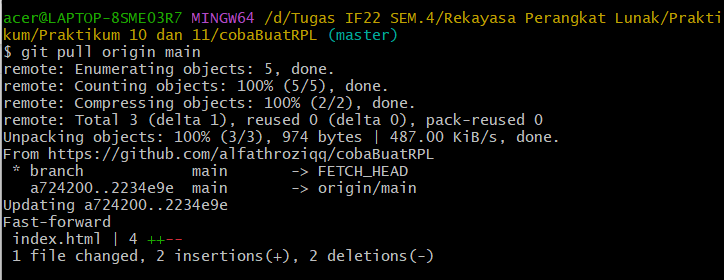 acer@LAPTOP-8SME03R7 MINGW64 /d/Tugas IF22 SEM.4/Rekayasa Perangkat Lunak/Prakti
kum/Praktikum 10 dan 11/cobaBuatRPL (master)
$ git pull origin main
remote: Enumerating objects: 5, done.
remote: Counting objects: 100% (5/5), done.
remote: Compressing objects: 100% (2/2), done.
remote: Total 3 (delta 1), reused 0 (delta 0), pack-reused 0
Unpacking objects: 100% (3/3), 974 bytes | 487.00 KiB/s, done.
From https://github.com/alfathroziqq/cobaBuatRPL
 * branch            main       -> FETCH_HEAD
   a724200..2234e9e  main       -> origin/main
Updating a724200..2234e9e
Fast-forward
 index.html | 4 ++--
 1 file changed, 2 insertions(+), 2 deletions(-)